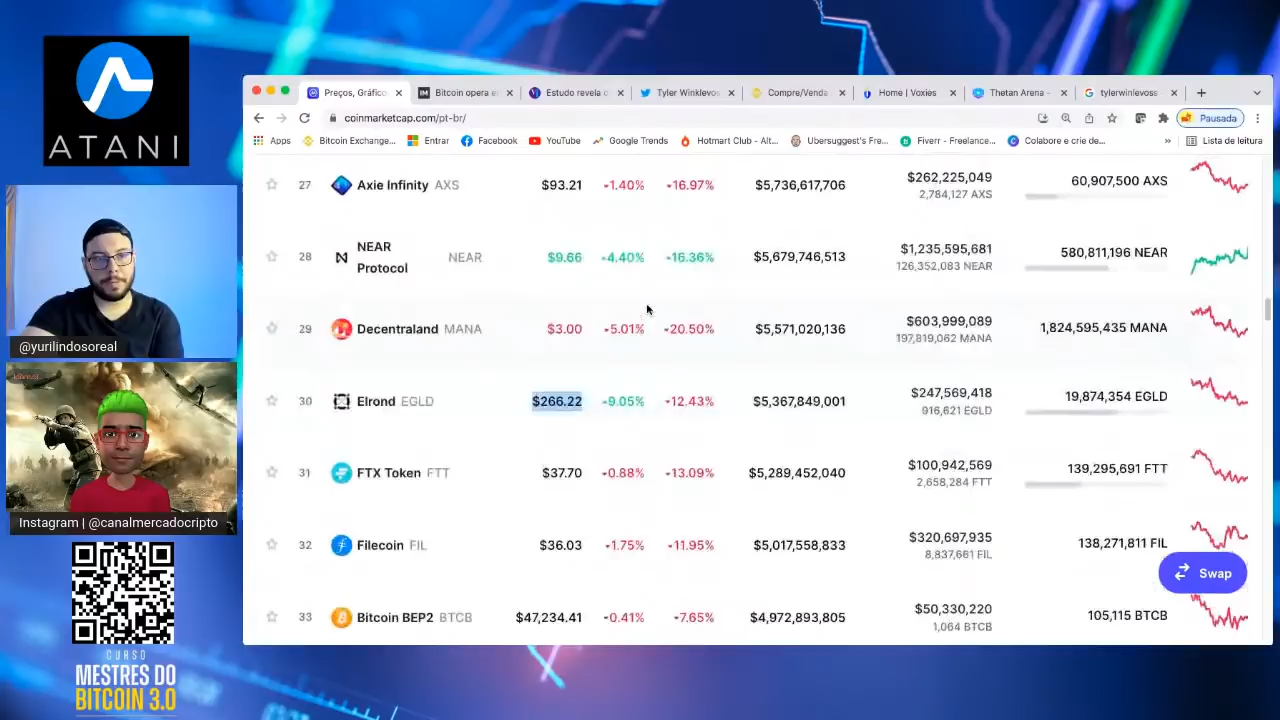 ATANI
@yurilindosoreal
Instagram | @canalmercadocripto
CURSO
MESTRES DO
BITCOIN 3.0
Preços, Gráfico
Bitcoin opera e
Estudo revela d
Tyler Winklevos
Compre/Venda
Home | Voxies
Thetan Arena -
tylerwinlevoss
coinmarketcap.com/pt-br/
Pausada
Apps
Bitcoin Exchange...
Entrar
Facebook
YouTube
Google Trends
Hotmart Club - Alt...
Ubersuggest's Fre...
Fiverr - Freelance...
Colabore e crie de...
»
Lista de leitura
27 Axie Infinity AXS $93.21 1.40% 16.97% $5,736,617,706 $262,225,049 60,907,500 AXS
2,784,127 AXS
28 NEAR Protocol NEAR $9.66 4.40% 16.36% $5,679,746,513 $1,235,595,681 580,811,196 NEAR
126,352,083 NEAR
29 Decentraland MANA $3.00 5.01% 20.50% $5,571,020,136 $603,999,089 1,824,595,435 MANA
197,819,062 MANA
30 Elrond EGLD $266.22 9.05% 12.43% $5,367,849,001 $247,569,418 19,874,354 EGLD
916,621 EGLD
31 FTX Token FTT $37.70 0.88% 13.09% $5,289,452,040 $100,942,569 139,295,691 FTT
2,658,284 FTT
32 Filecoin FIL $36.03 1.75% 11.95% $5,017,558,833 $320,697,935 138,271,811 FIL
8,837,661 FIL
Swap
33 Bitcoin BEP2 BTCB $47,234.41 0.41% 7.65% $4,972,893,805 $50,330,220 105,115 BTCB
1,064 BTCB